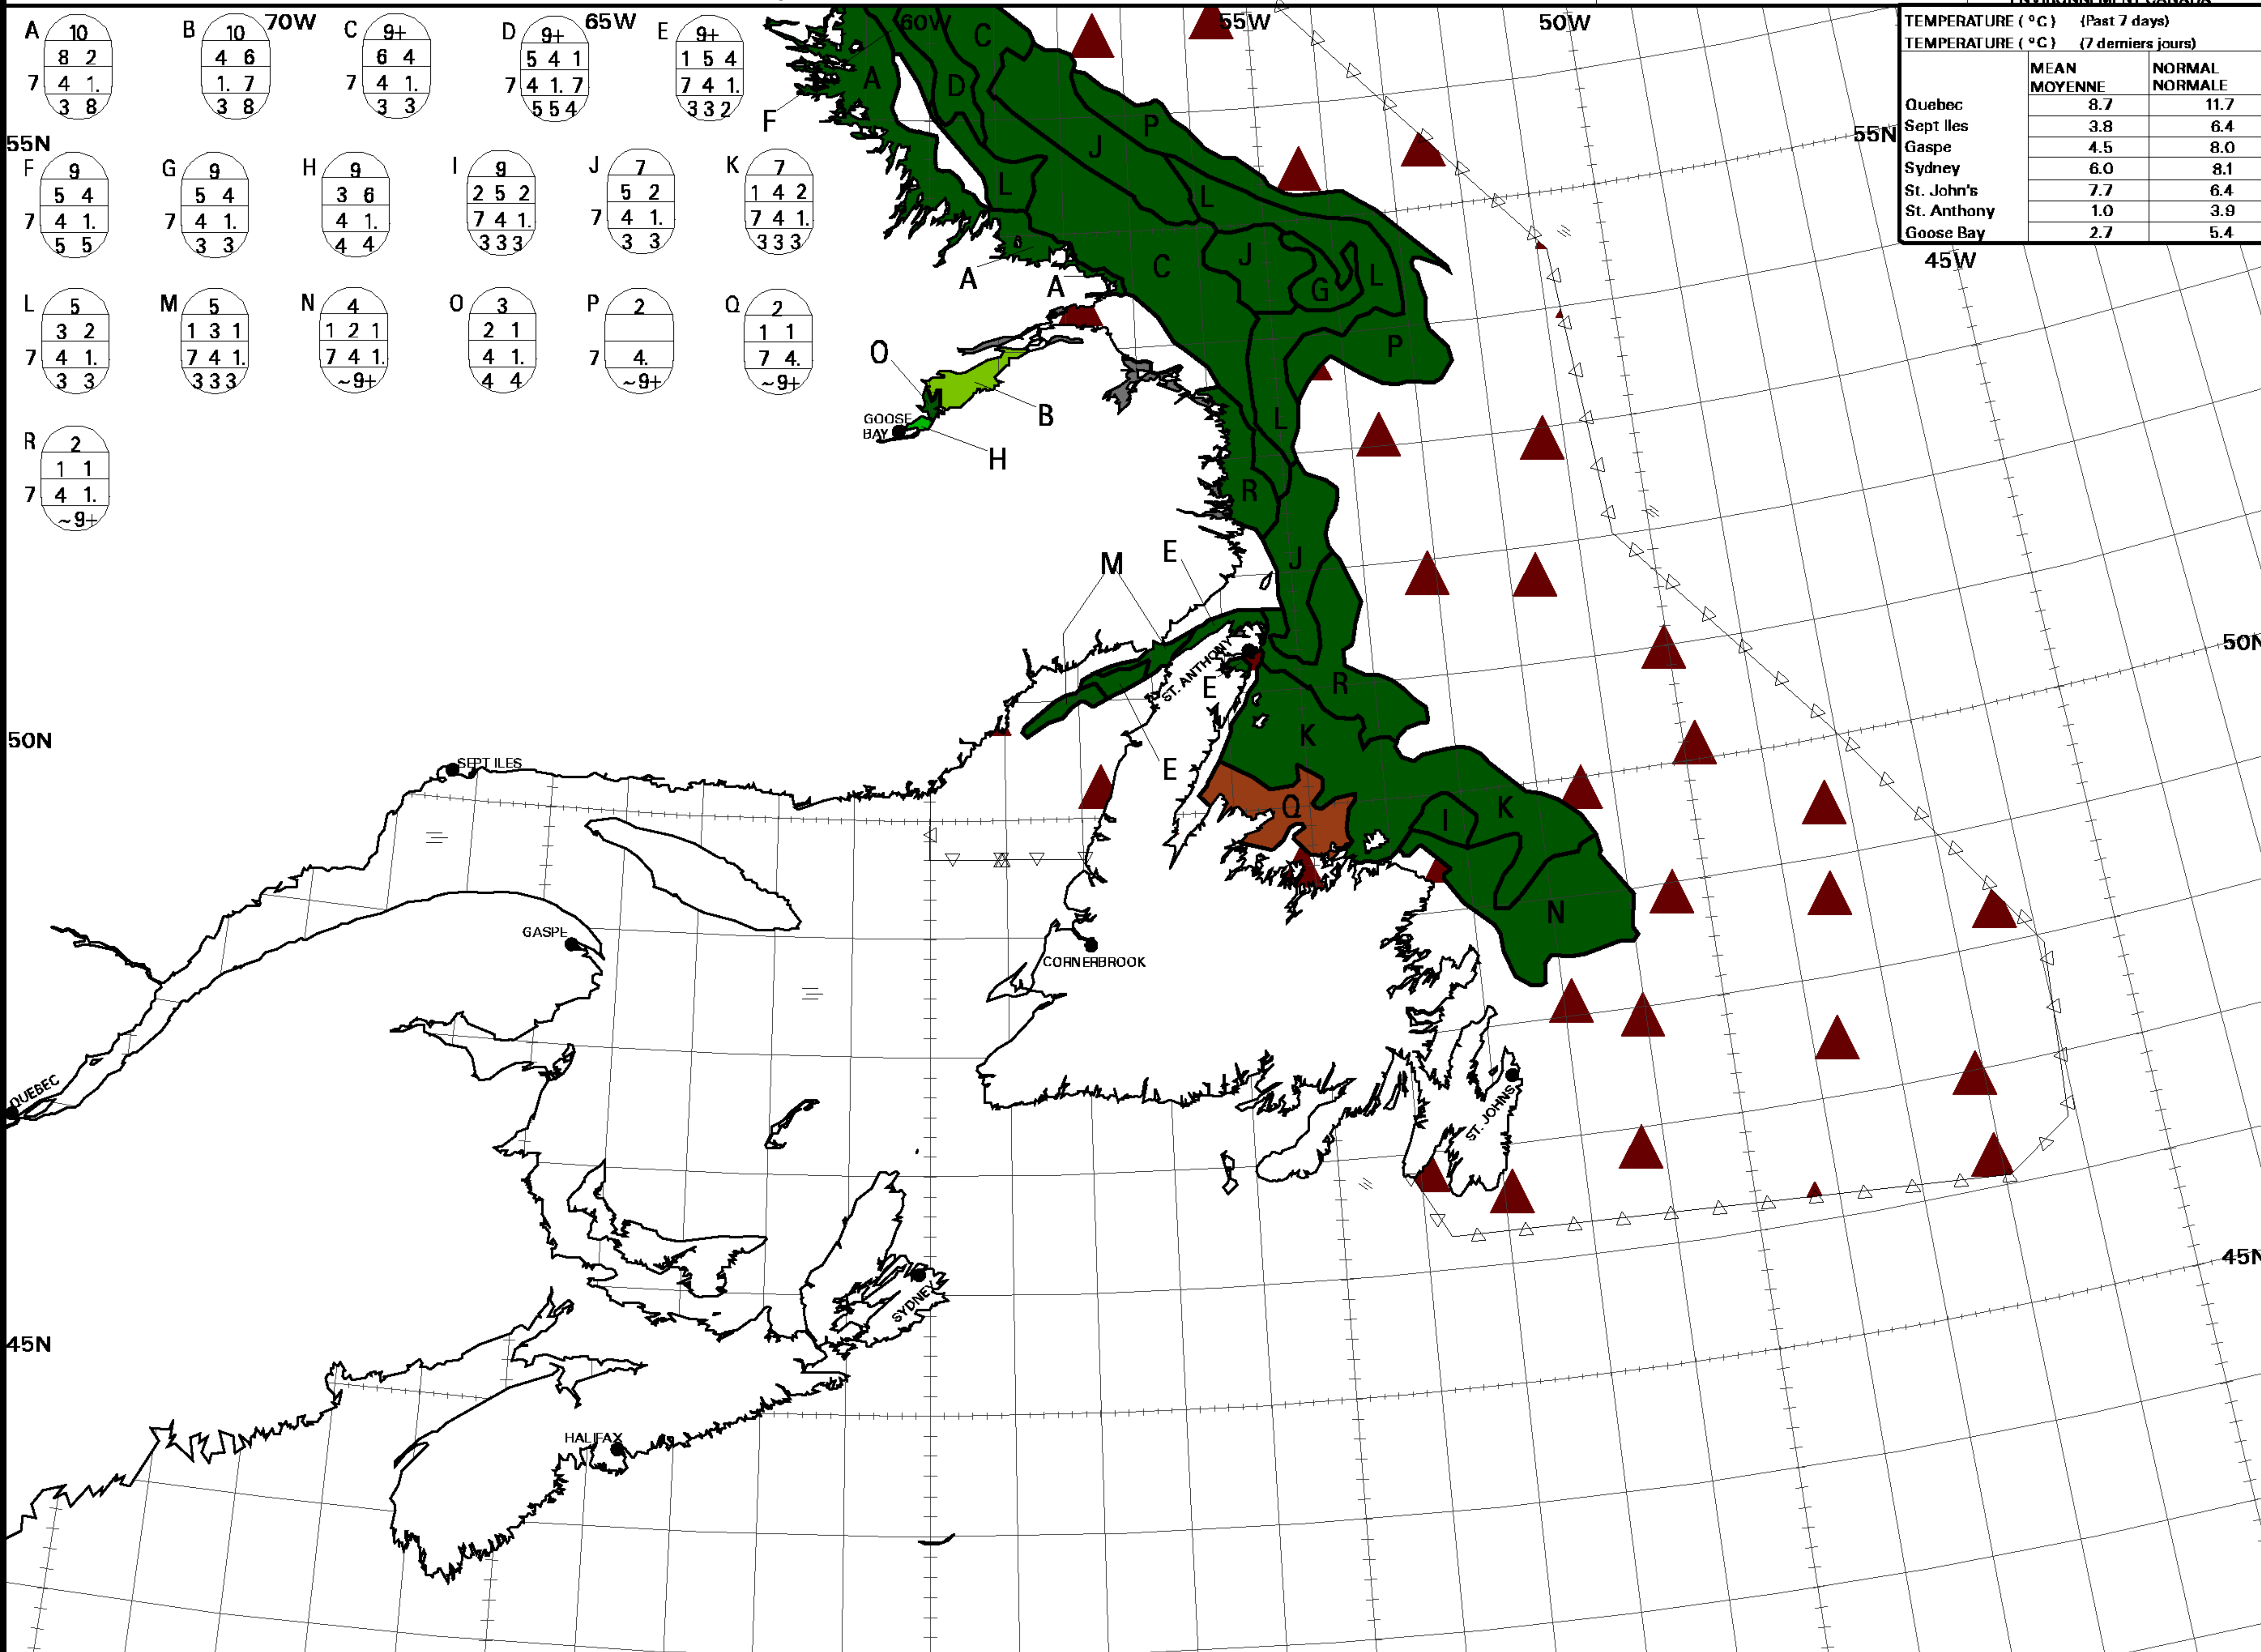 70W
65W
60W
55W
50W
A
10
8 2
7 4 1.
3 8
B
10
4 6
1. 7
3 8
C
9+
6 4
7 4 1.
3 3
D
9+
5 4 1
7 4 1. 7
5 5 4
E
9+
1 5 4
7 4 1.
3 3 2
55N
F
9
5 4
7 4 1.
5 5
G
9
5 4
7 4 1.
3 3
H
9
3 6
4 1.
4 4
I
9
2 5 2
7 4 1.
3 3 3
J
7
5 2
7 4 1.
3 3
K
7
1 4 2
7 4 1.
3 3 3
L
5
3 2
7 4 1.
3 3
M
5
1 3 1
7 4 1.
3 3 3
N
4
1 2 1
7 4 1.
~9+
O
3
2 1
4 1.
4 4
P
2
7 4.
~9+
Q
2
1 1
7 4.
~9+
R
2
1 1
7 4 1.
~9+
ENVIRONNEMENT CANADA
TEMPERATURE ( °C ) (Past 7 days)
TEMPERATURE ( °C ) (7 derniers jours)
MEAN NORMAL
MOYENNE NORMALE
Quebec 8.7 11.7
Sept Iles 3.8 6.4
Gaspe 4.5 8.0
Sydney 6.0 8.1
St. John's 7.7 6.4
St. Anthony 1.0 3.9
Goose Bay 2.7 5.4
55N
45W
C
A
D
F
P
J
L
L
C
J
G
L
A
A
M
P
O
M
B
L
GOOSE
BAY
H
R
J
E
M
ST. ANTHONY
E
R
50N
50N
K
E
SEPT ILES
Q
I
K
N
GASPE
CORNERBROOK
QUEBEC
ST. JOHNS
45N
SYDNEY
45N
HALIFAX